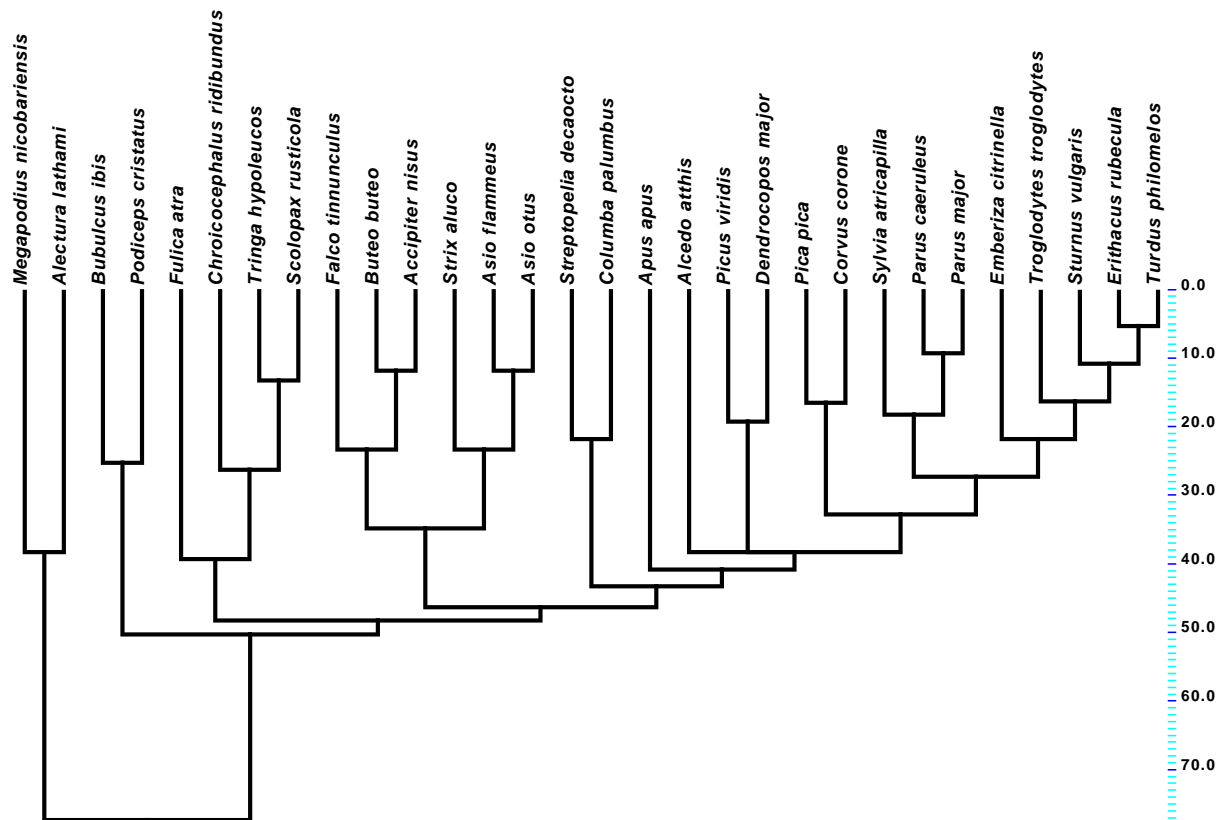 Megapodius nicobariensis
Alectura lathami
Bubulcus ibis
Podiceps cristatus
Fulica atra
Chroicocephalus ridibundus
Tringa hypoleucos
Scolopax rusticola
Falco tinnunculus
Buteo buteo
Accipiter nisus
Strix aluco
Asio flammeus
Asio otus
Streptopelia decaocto
Columba palumbus
Apus apus
Alcedo atthis
Picus viridis
Dendrocopos major
Pica pica
Corvus corone
Sylvia atricapilla
Parus caeruleus
Parus major
Emberiza citrinella
Troglodytes troglodytes
Sturnus vulgaris
Erithacus rubecula
Turdus philomelos
0.0
10.0
20.0
30.0
40.0
50.0
60.0
70.0